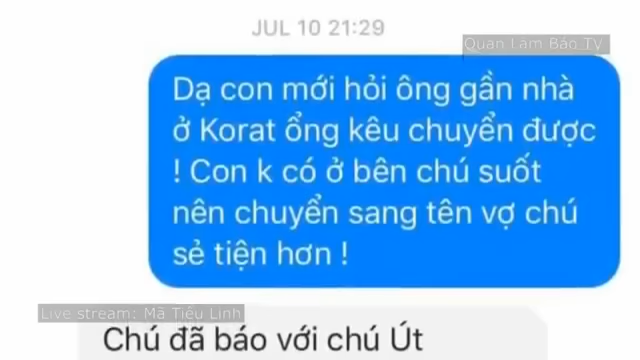 JUL 10 21:29
Quan Lam Báo Tv
Dạ con mới hỏi ông gần nhà
ở Korat ổng kêu chuyển được
! Con k có ở bên chú suốt
nên chuyển sang tên vợ chú
sẻ tiện hơn !
Live stream: Mã Tiểu Linh
Chú đã báo với chú Út